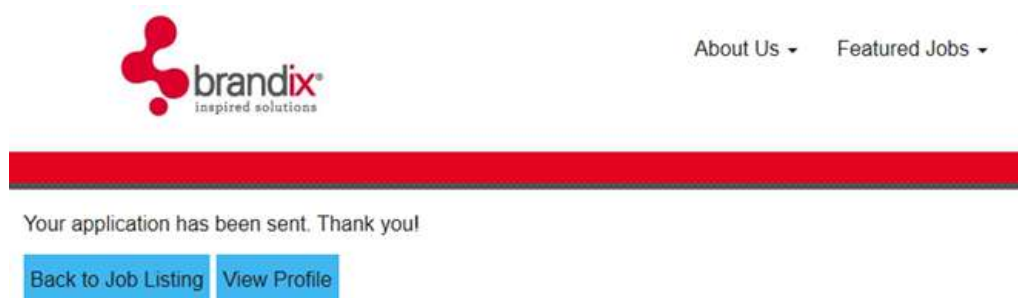 brandix
inspired solutions
About Us
Featured Jobs
Your application has been sent. Thank you!
Back to Job Listing
View Profile